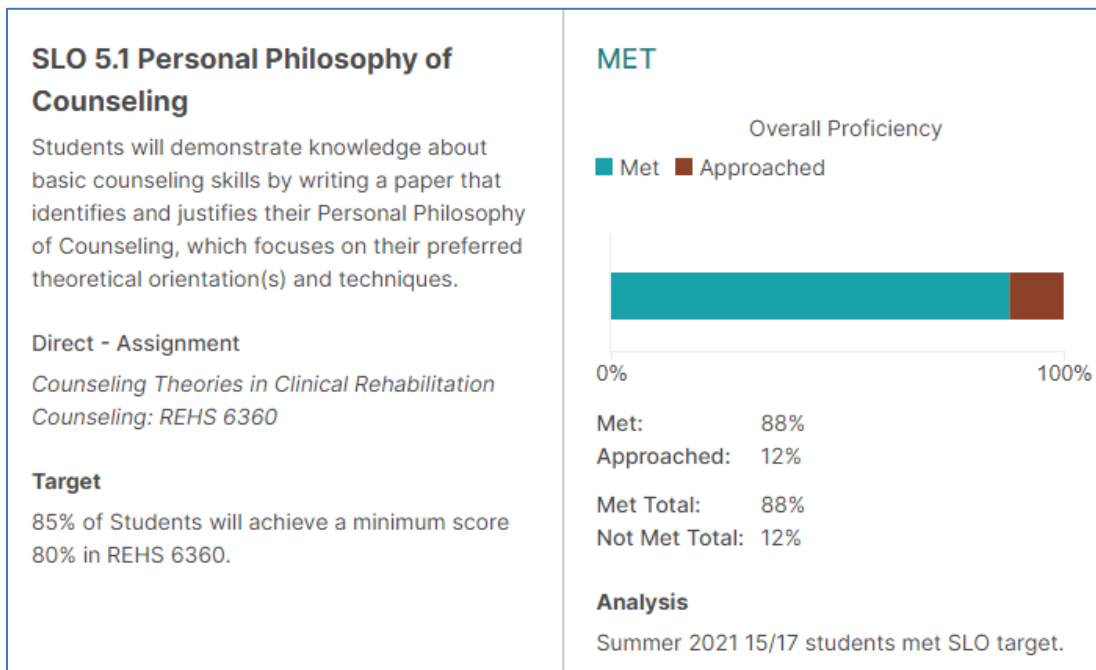 SLO 5.1 Personal Philosophy of
Counseling
Students will demonstrate knowledge about
basic counseling skills by writing a paper that
identifies and justifies their Personal Philosophy
of Counseling, which focuses on their preferred
theoretical orientation(s) and techniques.
Direct - Assignment
Counseling Theories in Clinical Rehabilitation
Counseling: REHS 6360
Target
85% of Students will achieve a minimum score
80% in REHS 6360.
MET
Overall Proficiency
Met Approached
0% 100%
Met: 88%
Approached: 12%
Met Total: 88%
Not Met Total: 12%
Analysis
Summer 2021 15/17 students met SLO target.